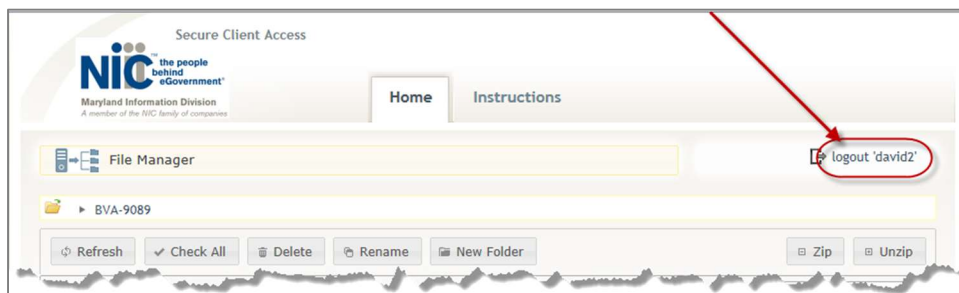 Secure Client Access
NIC™ the people
behind
eGovernment®
Maryland Information Division
A member of the NIC family of companies
Home Instructions
File Manager
logout 'david2'
BVA-9089
Refresh Check All Delete Rename New Folder Zip Unzip